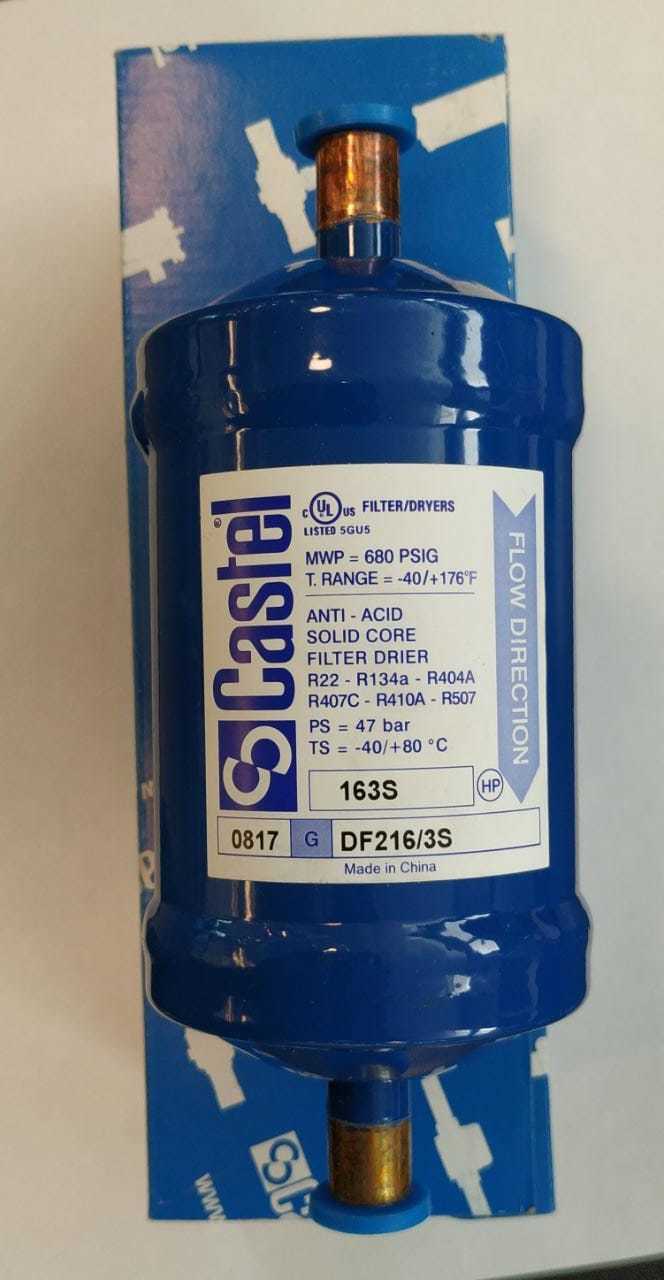 Castel®
C UL US FILTER/DRYERS
LISTED 5GU5
MWP = 680 PSIG
T. RANGE = -40/+176°F
ANTI - ACID
SOLID CORE
FILTER DRIER
R22 - R134a - R404A
R407C - R410A - R507
PS = 47 bar
TS = -40/+80 °C
163S
HP
0817 G DF216/3S
Made in China
FLOW DIRECTION
www